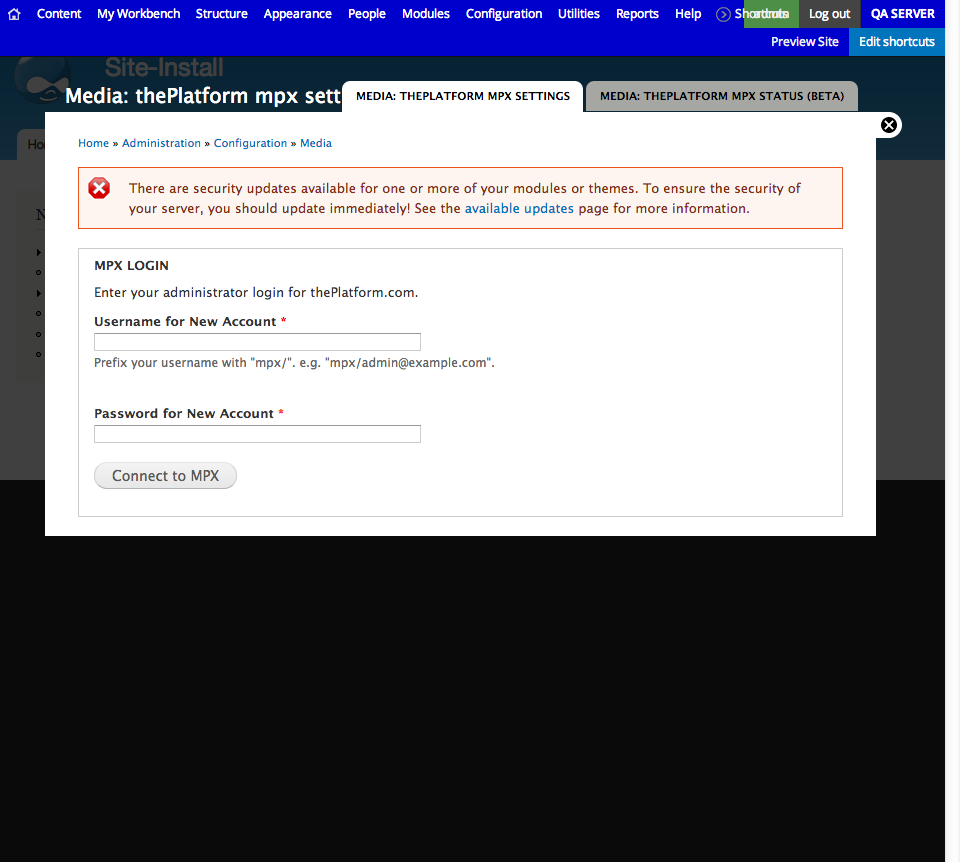 Content My Workbench Structure Appearance People Modules Configuration Utilities Reports Help Shortcuts Log out QA SERVER
Preview Site Edit shortcuts
Site-Install
Media: thePlatform mpx sett
MEDIA: THEPLATFORM MPX SETTINGS
MEDIA: THEPLATFORM MPX STATUS (BETA)
Ho
Home » Administration » Configuration » Media
There are security updates available for one or more of your modules or themes. To ensure the security of
your server, you should update immediately! See the available updates page for more information.
N
MPX LOGIN
Enter your administrator login for thePlatform.com.
Username for New Account *
Prefix your username with "mpx/". e.g. "mpx/admin@example.com".
Password for New Account *
Connect to MPX